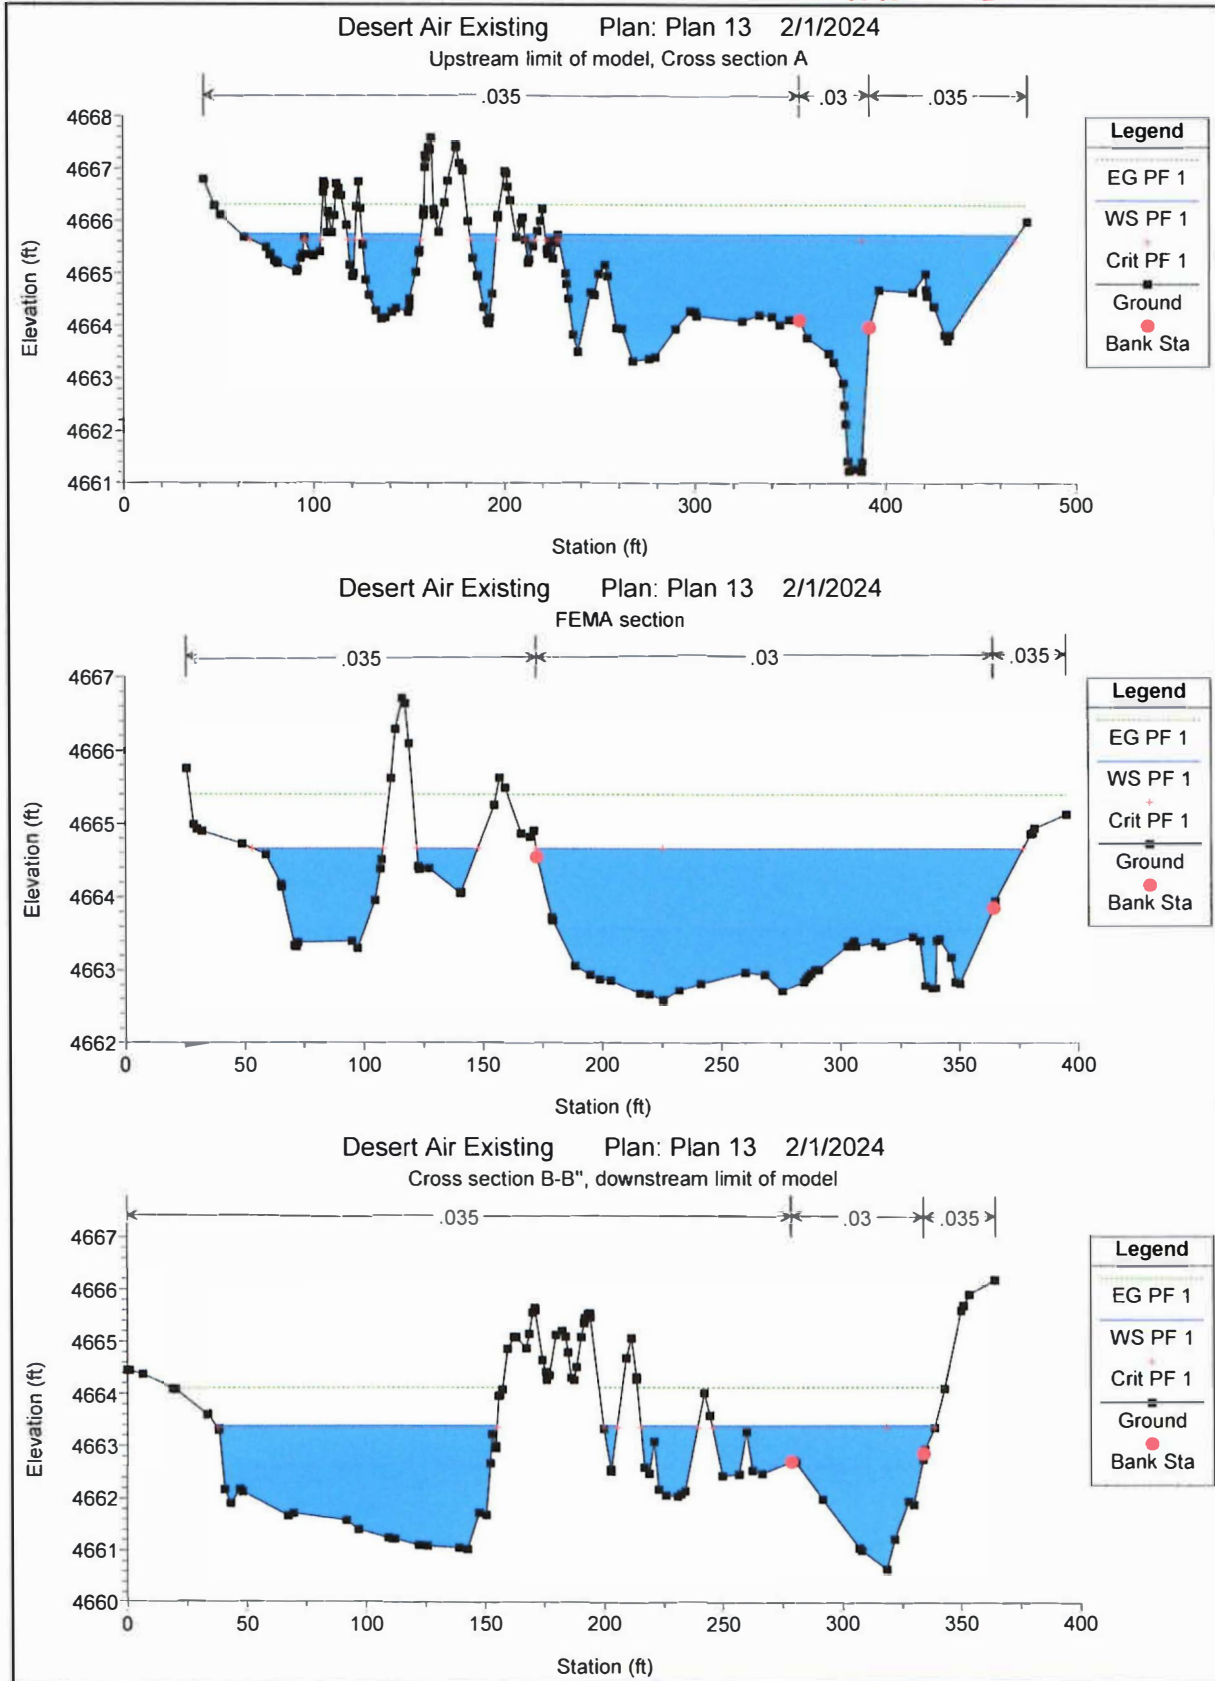 Desert Air Existing Plan: Plan 13 2/1/2024
Upstream limit of model, Cross section A
.035 .03 .035
4668
4667
4666
4665
4664
4663
4662
4661
Elevation (ft)
0 100 200 300 400 500
Station (ft)
Legend
EG PF 1
WS PF 1
Crit PF 1
Ground
Bank Sta
Desert Air Existing Plan: Plan 13 2/1/2024
FEMA section
.035 .03 .035
4667
4666
4665
4664
4663
4662
Elevation (ft)
0 50 100 150 200 250 300 350 400
Station (ft)
Legend
EG PF 1
WS PF 1
Crit PF 1
Ground
Bank Sta
Desert Air Existing Plan: Plan 13 2/1/2024
Cross section B-B", downstream limit of model
.035 .03 .035
4667
4666
4665
4664
4663
4662
4661
4660
Elevation (ft)
0 50 100 150 200 250 300 350 400
Station (ft)
Legend
EG PF 1
WS PF 1
Crit PF 1
Ground
Bank Sta